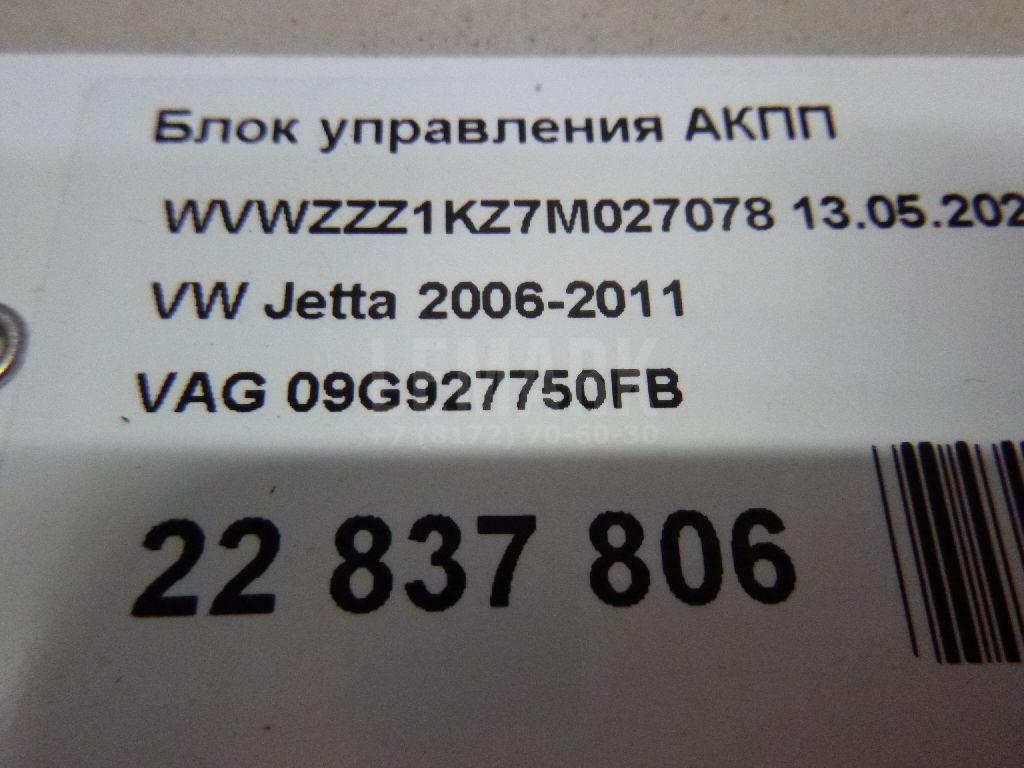 Блок управления АКПП
WVWZZZ1KZ7M027078 13.05.202
VW Jetta 2006-2011
LEMARK
VAG 09G927750FB
+7 (8172) 70-60-30
22 837 806